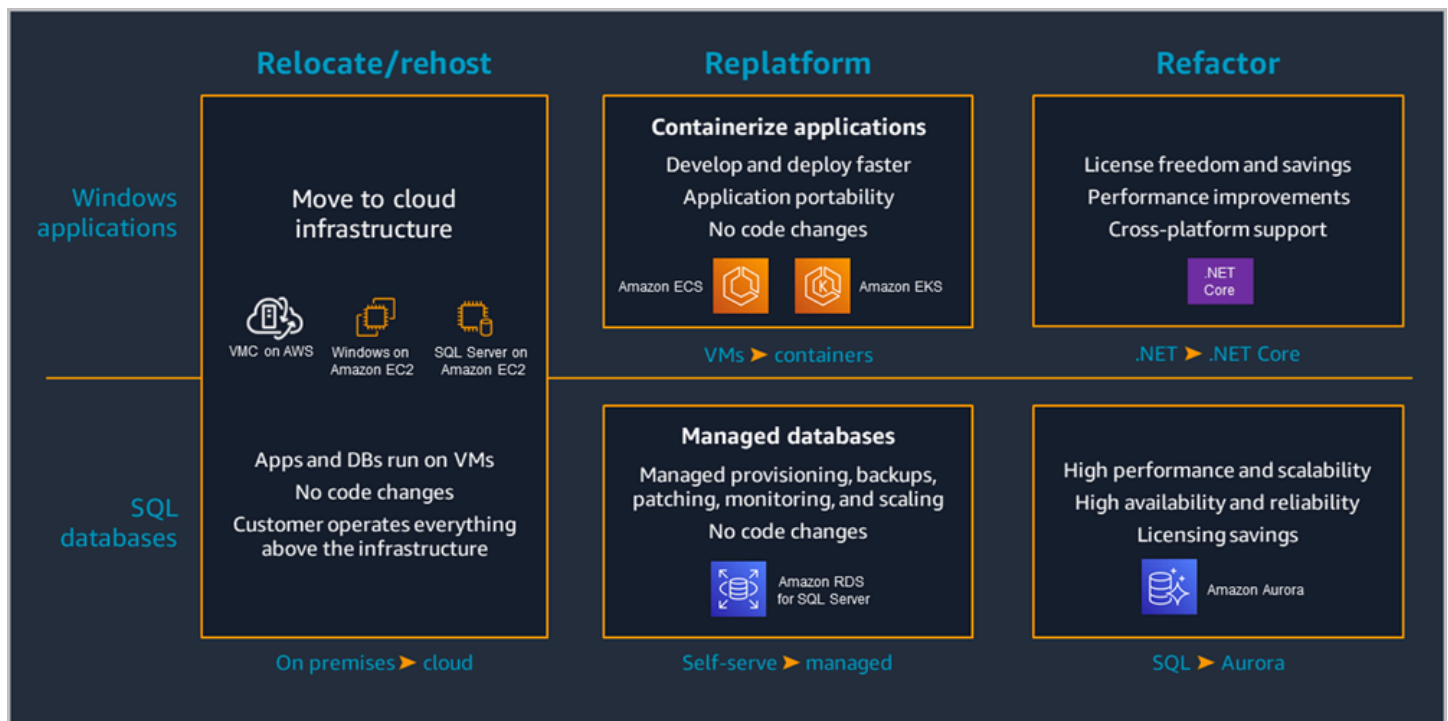 Relocate/rehost
Replatform
Refactor
Windows
applications
Move to cloud
infrastructure
VMC on AWS
Windows on
Amazon EC2
SQL Server on
Amazon EC2
Containerize applications
Develop and deploy faster
Application portability
No code changes
Amazon ECS
K
Amazon EKS
VMs ➤ containers
License freedom and savings
Performance improvements
Cross-platform support
.NET
Core
.NET ➤ .NET Core
SQL
databases
Apps and DBs run on VMs
No code changes
Customer operates everything
above the infrastructure
On premises ➤ cloud
Managed databases
Managed provisioning, backups,
patching, monitoring, and scaling
No code changes
Amazon RDS
for SQL Server
Self-serve ➤ managed
High performance and scalability
High availability and reliability
Licensing savings
Amazon Aurora
SQL ➤ Aurora